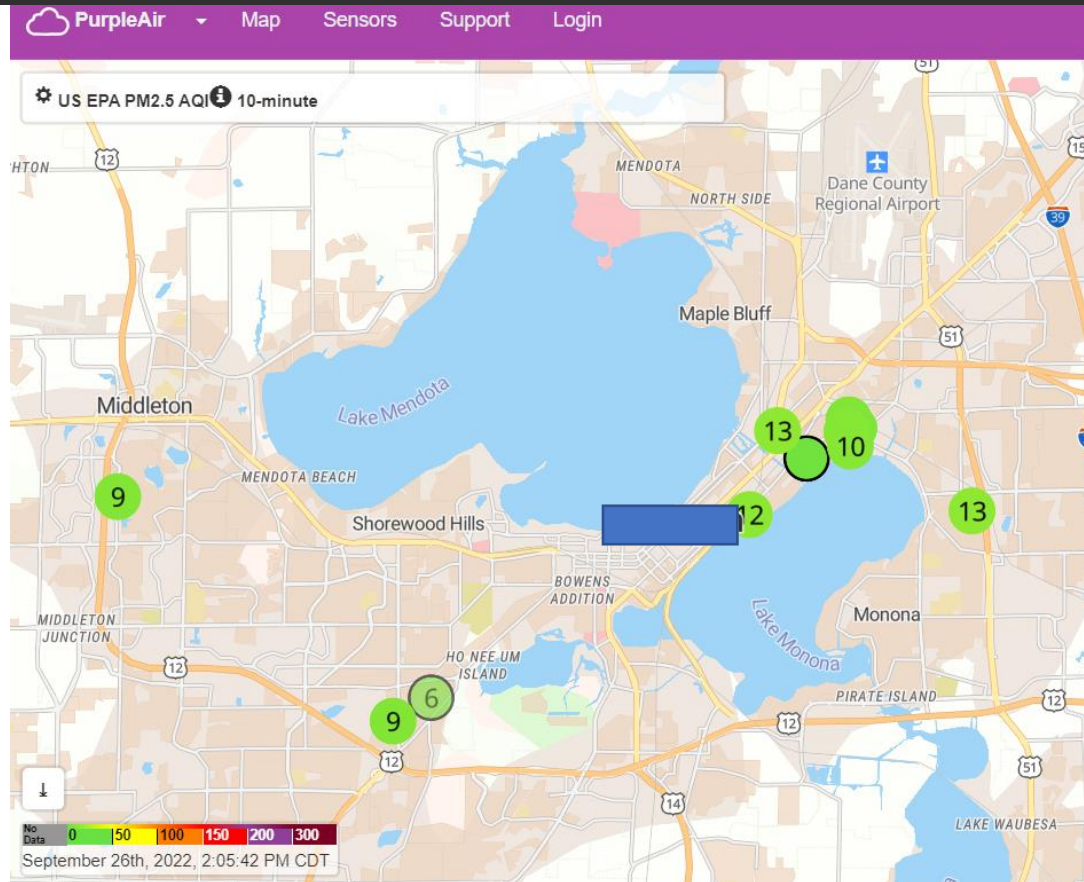 PurpleAir Map Sensors Support Login
US EPA PM2.5 AQI 10-minute
51
12
15
HTON
MENDOTA
Dane County
Regional Airport
NORTH SIDE
39
Maple Bluff
51
Lake Mendota
Middleton
13
10
MENDOTA BEACH
9
Shorewood Hills
12
13
BOWENS
ADDITION
MIDDLETON
JUNCTION
Lake Monona
Monona
12
HO NEE UM
ISLAND
6
PIRATE ISLAND
12
9
12
12
51
14
LAKE WAUBESA
No
Data
0 50 100 150 200 300
September 26th, 2022, 2:05:42 PM CDT